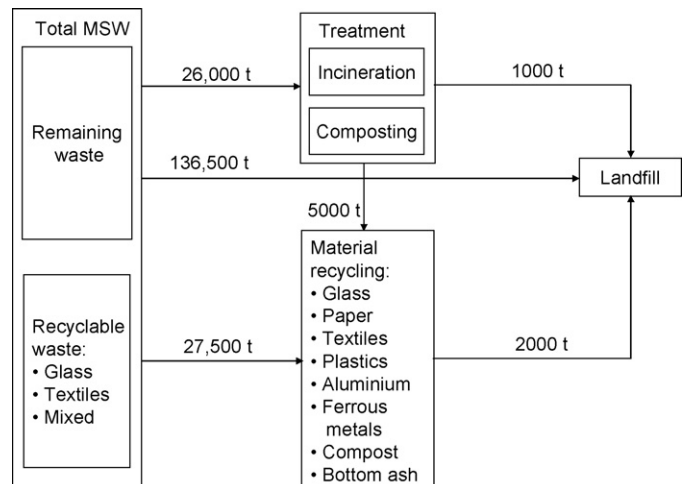 Total MSW
Remaining
waste
Recyclable
waste:
• Glass
• Textiles
• Mixed
26,000 t
136,500 t
27,500 t
Treatment
Incineration
Composting
5000 t
Material
recycling:
• Glass
• Paper
• Textiles
• Plastics
• Aluminium
• Ferrous
metals
• Compost
• Bottom ash
1000 t
Landfill
2000 t